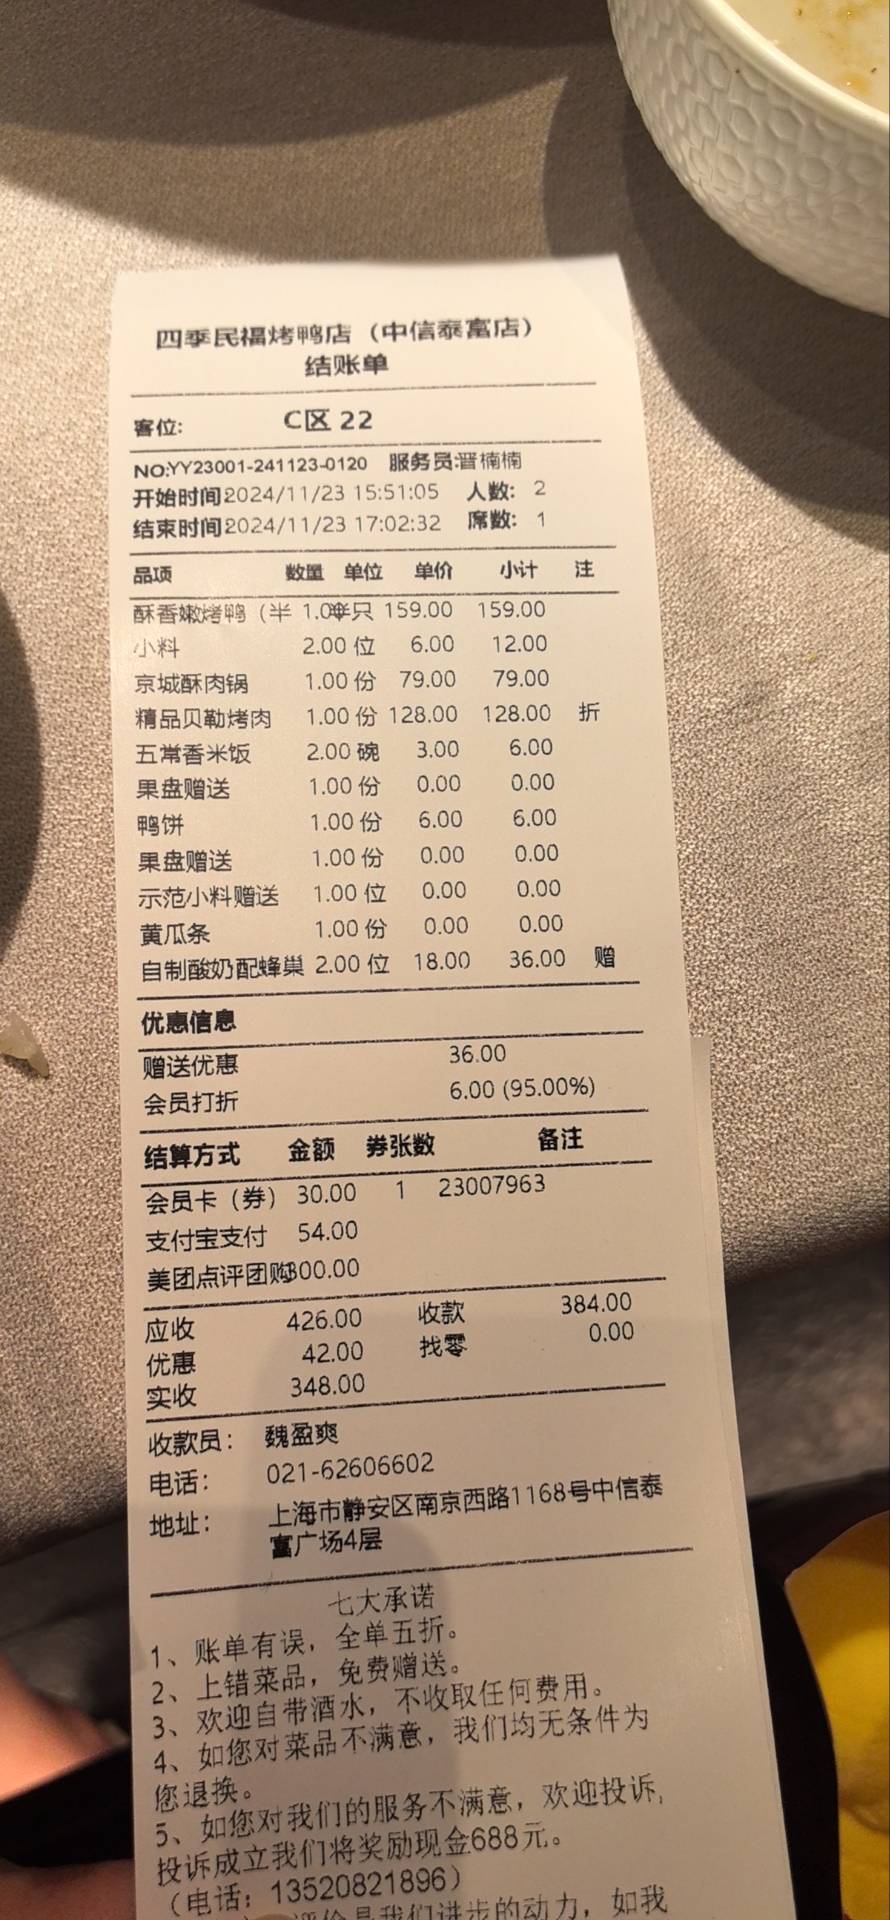 四季民福烤鸭店（中信泰富店）
结账单
客位: C区 22
NO:YY23001-241123-0120 服务员:晋楠楠
开始时间2024/11/23 15:51:05 人数: 2
结束时间2024/11/23 17:02:32 席数: 1
品项 数量 单位 单价 小计 注
酥香嫩烤鸭（半 1.0半只 159.00 159.00
小料 2.00 位 6.00 12.00
京城酥肉锅 1.00 份 79.00 79.00
精品贝勒烤肉 1.00 份 128.00 128.00 折
五常香米饭 2.00 碗 3.00 6.00
果盘赠送 1.00 份 0.00 0.00
鸭饼 1.00 份 6.00 6.00
果盘赠送 1.00 份 0.00 0.00
示范小料赠送 1.00 位 0.00 0.00
黄瓜条 1.00 份 0.00 0.00
自制酸奶配蜂巢 2.00 位 18.00 36.00 赠
优惠信息
赠送优惠 36.00
会员打折 6.00 (95.00%)
结算方式 金额 券张数 备注
会员卡（券） 30.00 1 23007963
支付宝支付 54.00
美团点评团购300.00
应收 426.00 收款 384.00
优惠 42.00 找零 0.00
实收 348.00
收款员: 魏盈爽
电话: 021-62606602
地址: 上海市静安区南京西路1168号中信泰
富广场4层
七大承诺
1、账单有误，全单五折。
2、上错菜品，免费赠送。
3、欢迎自带酒水，不收取任何费用。
4、如您对菜品不满意，我们均无条件为
您退换。
5、如您对我们的服务不满意，欢迎投诉,
投诉成立我们将奖励现金688元。
（电话: 13520821896）
评价是我们进步的动力，如我